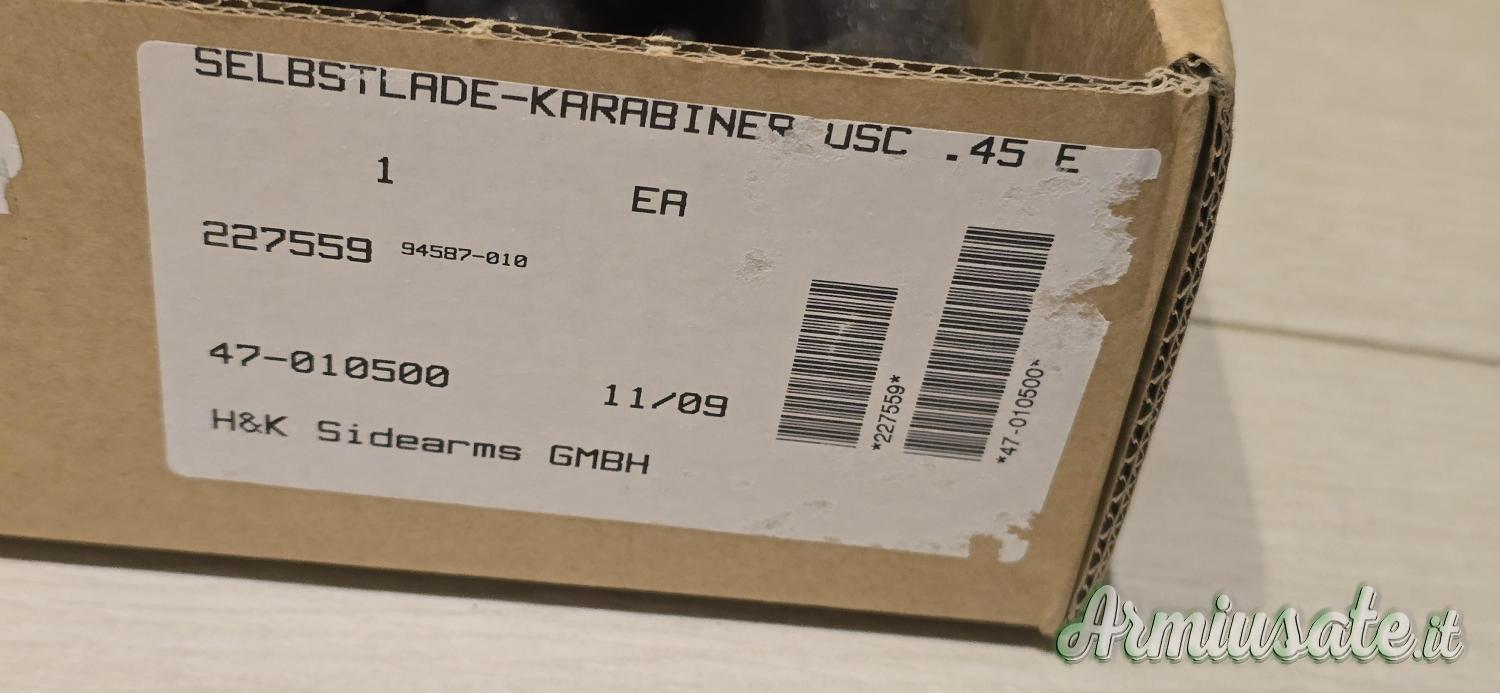 SELBSTLADE-KARABINER USC .45 E
1 EA
227559 94587-010
47-010500 11/09
H&K Sidearms GMBH
*227559*
*47-010500*
Armiusate.it